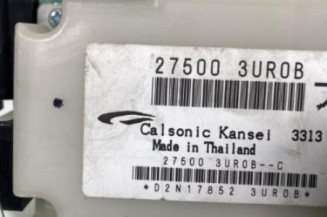 27500 3UR0B
Calsonic Kansei 3313
Made in Thailand
27500 3UR0B--C
*D2N17852 3UR0B*